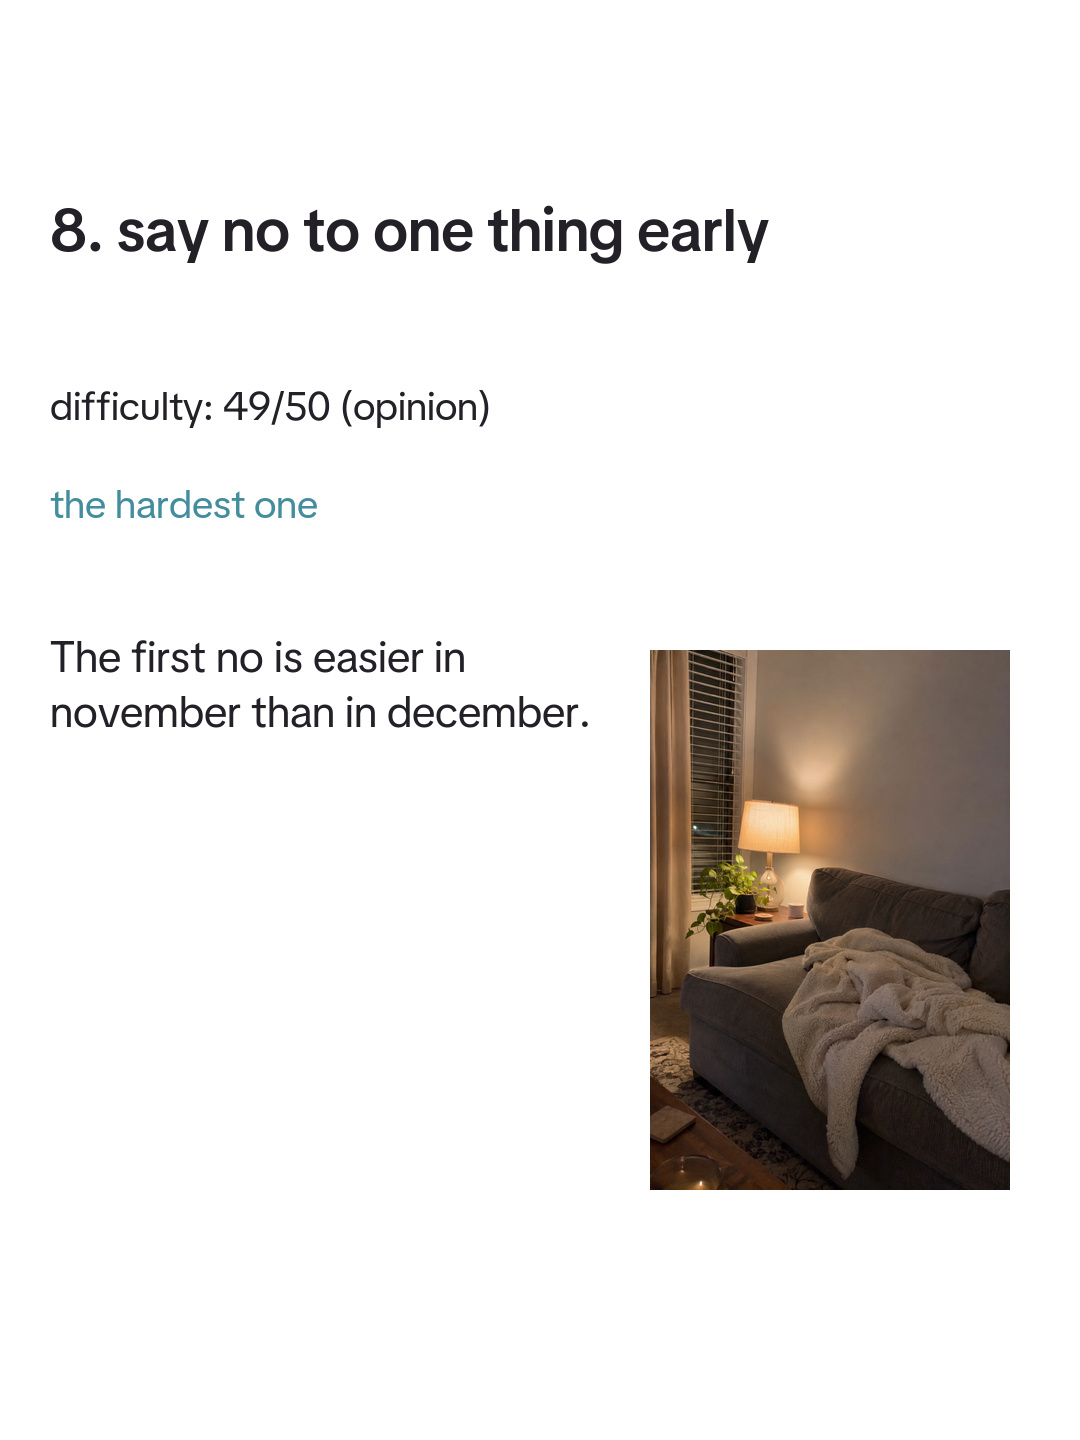 8. say no to one thing early
difficulty: 49/50 (opinion)
the hardest one
The first no is easier in
november than in december.